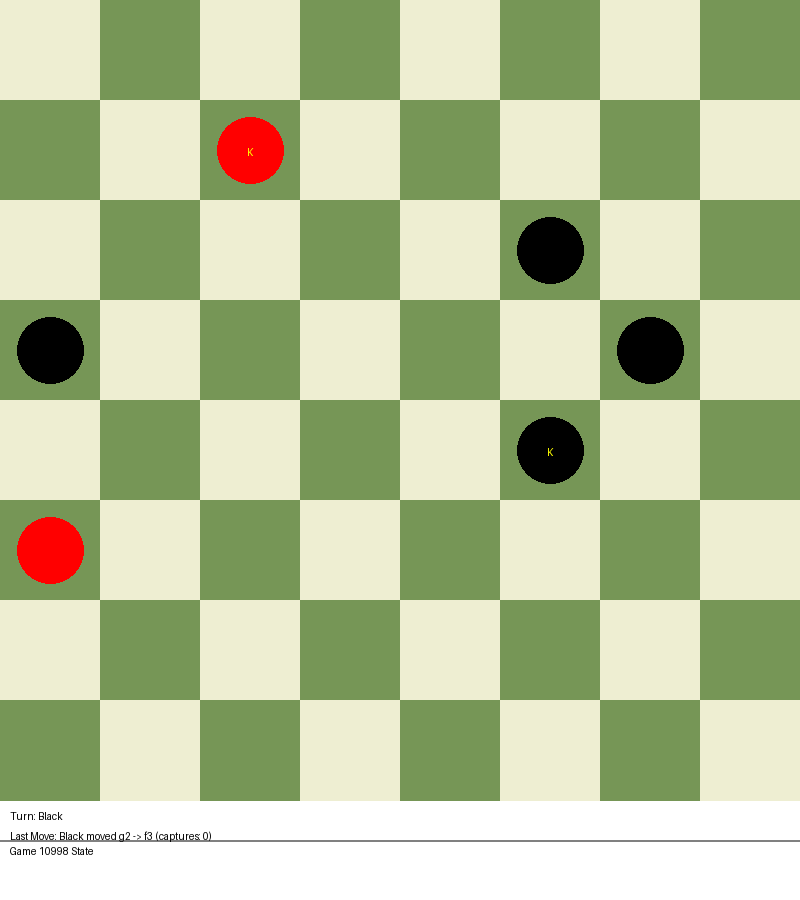 K
K
Turn: Black
Last Move: Black moved g2 -> f3 (captures: 0)
Game 10998 State